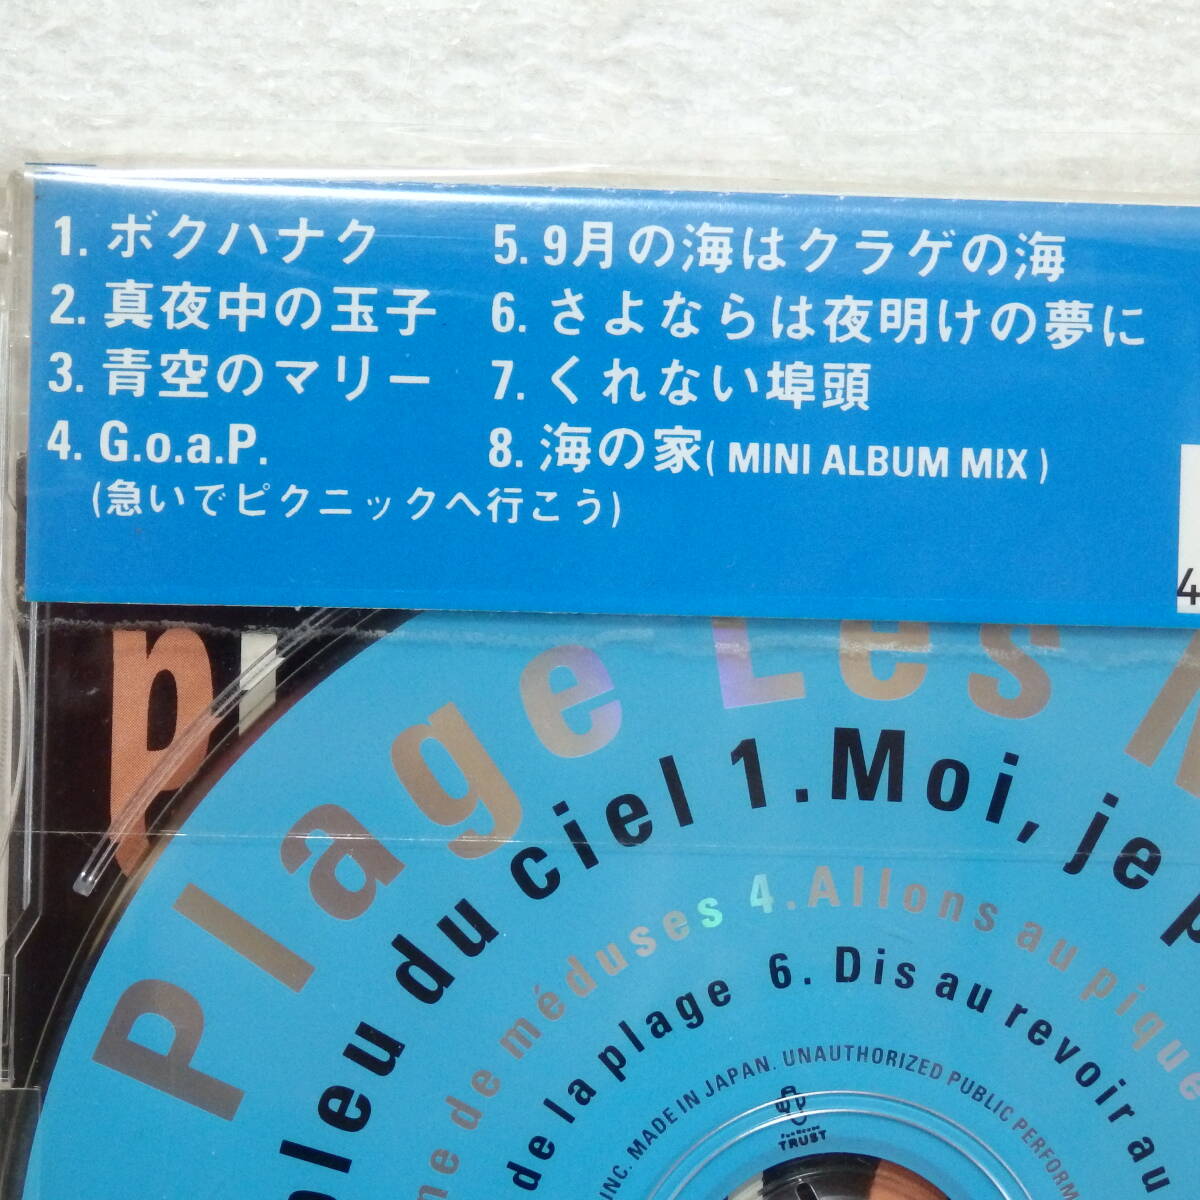 1. ボクハナク
2. 真夜中の玉子
3. 青空のマリー
4. G.o.a.P.
(急いでピクニックへ行こう)
5. 9月の海はクラゲの海
6. さよならは夜明けの夢に
7. くれない埠頭
8. 海の家( MINI ALBUM MIX )
4
Plage Les
du ciel 1. Moi, je
de méduses 4. Allons au pique
de la plage 6. Dis au revoir au
INC. MADE IN JAPAN. UNAUTHORIZED PUBLIC PERFORM
TRUST